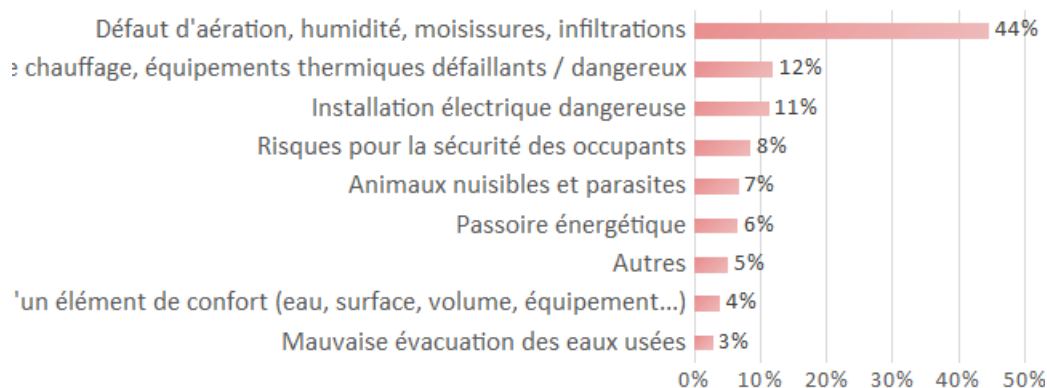 Défaut d'aération, humidité, moisissures, infiltrations 44%
chauffage, équipements thermiques défaillants / dangereux 12%
Installation électrique dangereuse 11%
Risques pour la sécurité des occupants 8%
Animaux nuisibles et parasites 7%
Passoire énergétique 6%
Autres 5%
'un élément de confort (eau, surface, volume, équipement...) 4%
Mauvaise évacuation des eaux usées 3%
0% 10% 20% 30% 40% 50%